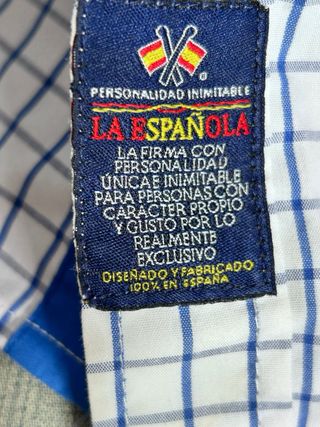 PERSONALIDAD INIMITABLE
LA ESPAÑOLA
LA FIRMA CON
PERSONALIDAD
ÚNICA E INIMITABLE
PARA PERSONAS CON
CARÁCTER PROPIO
Y GUSTO POR LO
REALMENTE
EXCLUSIVO
DISEÑADO Y FABRICADO
100% EN ESPAÑA